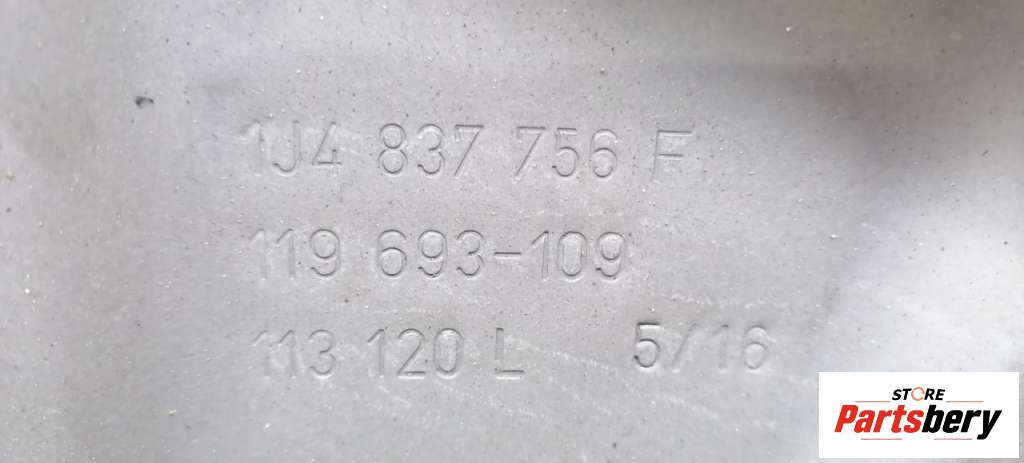 1J4 837 756 F
119 693-109
113 120 L 5/16
STORE
Partsbery